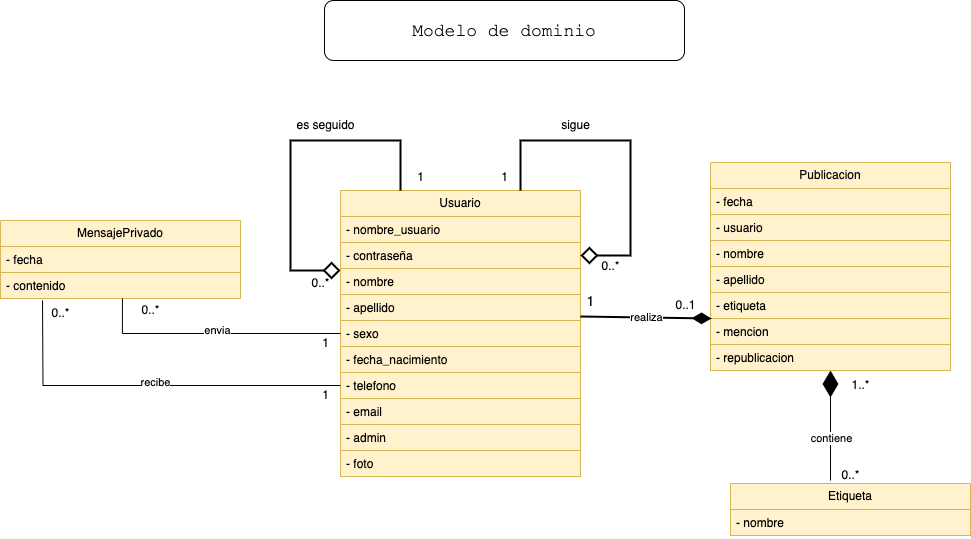 Modelo de dominio
es seguido
sigue
1
1
Usuario
- nombre_usuario
- contraseña
- nombre
- apellido
- sexo
- fecha_nacimiento
- telefono
- email
- admin
- foto
0..*
0..*
MensajePrivado
- fecha
- contenido
0..*
0..*
envia
1
recibe
1
1
realiza
0..1
Publicacion
- fecha
- usuario
- nombre
- apellido
- etiqueta
- mencion
- republicacion
1..*
contiene
0..*
Etiqueta
- nombre